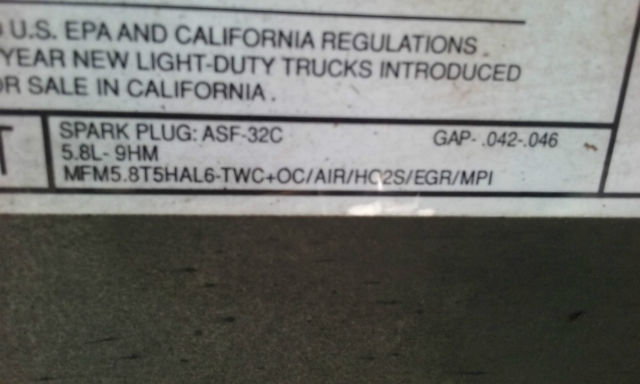 U.S. EPA AND CALIFORNIA REGULATIONS.
YEAR NEW LIGHT-DUTY TRUCKS INTRODUCED
OR SALE IN CALIFORNIA.
T
SPARK PLUG: ASF-32C GAP- .042-.046
5.8L- 9HM
MFM5.8T5HAL6-TWC+OC/AIR/HO2S/EGR/MPI